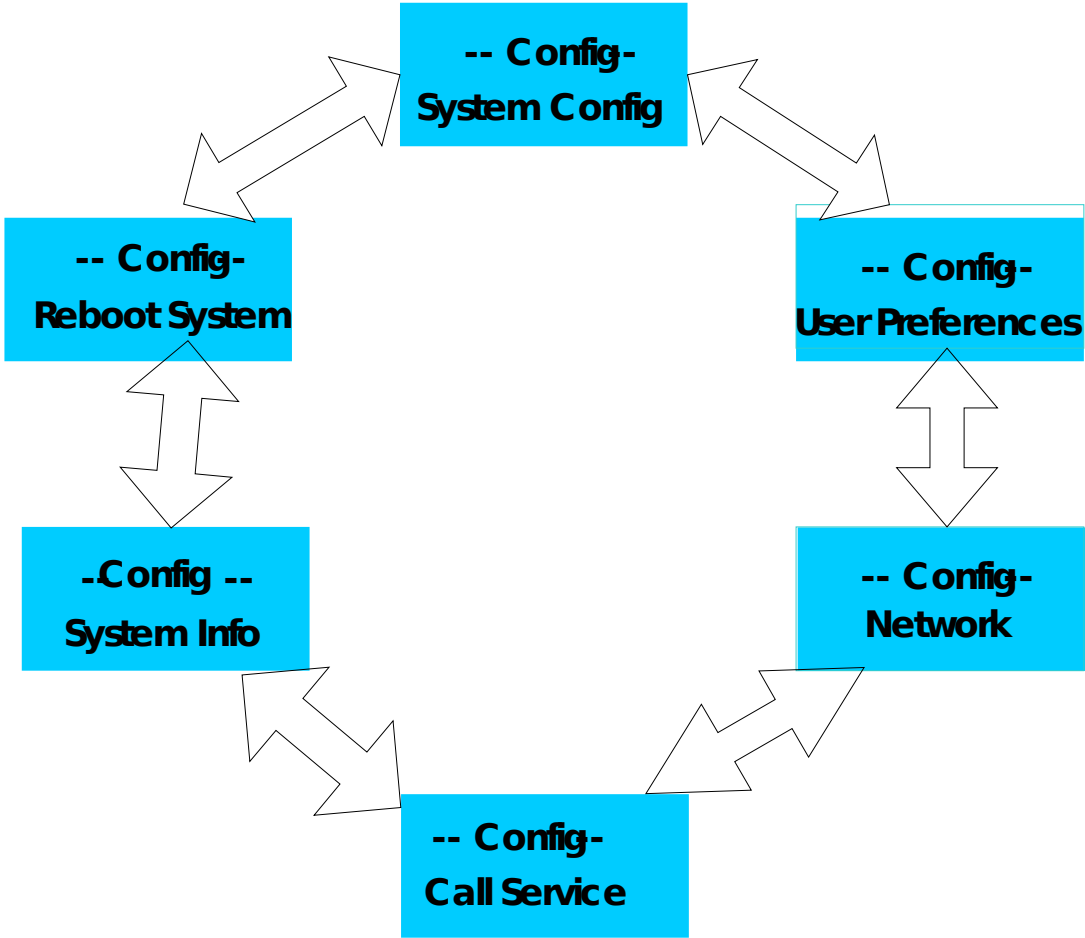 -- Config--
System Config
-- Config-
Reboot System
-- Config--
User Preferences
--Config --
System Info
-- Config--
Network
-- Config--
Call Service